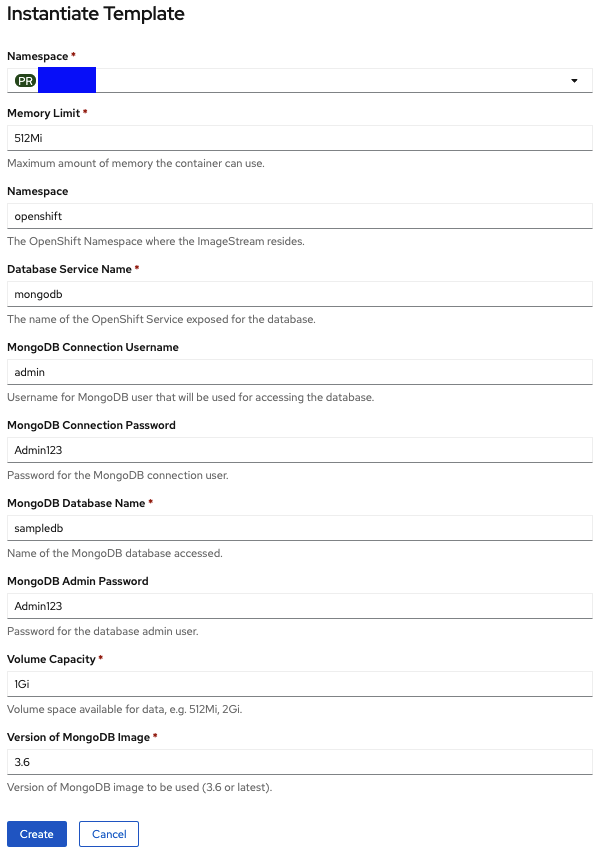 Instantiate Template
Namespace *
PR
Memory Limit *
512Mi
Maximum amount of memory the container can use.
Namespace
openshift
The OpenShift Namespace where the ImageStream resides.
Database Service Name *
mongodb
The name of the OpenShift Service exposed for the database.
MongoDB Connection Username
admin
Username for MongoDB user that will be used for accessing the database.
MongoDB Connection Password
Admin123
Password for the MongoDB connection user.
MongoDB Database Name *
sampledb
Name of the MongoDB database accessed.
MongoDB Admin Password
Admin123
Password for the database admin user.
Volume Capacity *
1Gi
Volume space available for data, e.g. 512Mi, 2Gi.
Version of MongoDB Image *
3.6
Version of MongoDB image to be used (3.6 or latest).
Create Cancel